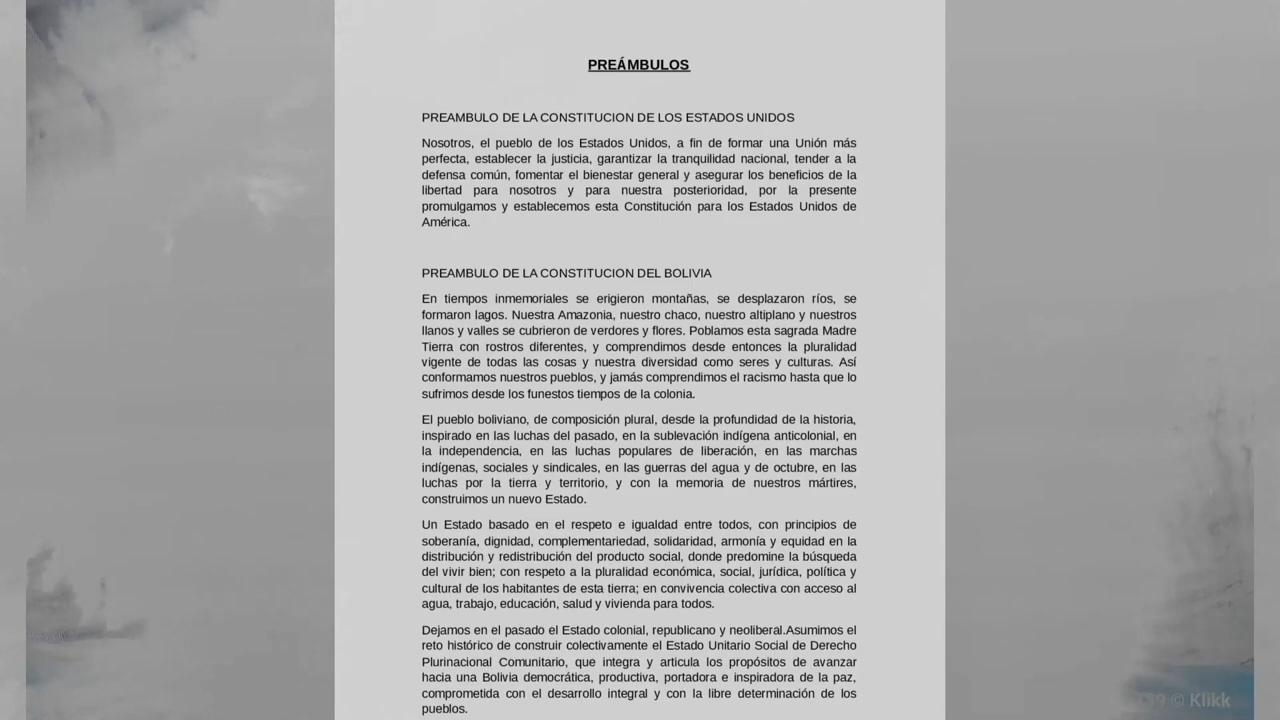 PREÁMBULOS
PREAMBULO DE LA CONSTITUCION DE LOS ESTADOS UNIDOS
Nosotros, el pueblo de los Estados Unidos, a fin de formar una Unión más
perfecta, establecer la justicia, garantizar la tranquilidad nacional, tender a la
defensa común, fomentar el bienestar general y asegurar los beneficios de la
libertad para nosotros y para nuestra posterioridad, por la presente
promulgamos y establecemos esta Constitución para los Estados Unidos de
América.
PREAMBULO DE LA CONSTITUCION DEL BOLIVIA
En tiempos inmemoriales se erigieron montañas, se desplazaron ríos, se
formaron lagos. Nuestra Amazonia, nuestro chaco, nuestro altiplano y nuestros
llanos y valles se cubrieron de verdores y flores. Poblamos esta sagrada Madre
Tierra con rostros diferentes, y comprendimos desde entonces la pluralidad
vigente de todas las cosas y nuestra diversidad como seres y culturas. Así
conformamos nuestros pueblos, y jamás comprendimos el racismo hasta que lo
sufrimos desde los funestos tiempos de la colonia.
El pueblo boliviano, de composición plural, desde la profundidad de la historia,
inspirado en las luchas del pasado, en la sublevación indígena anticolonial, en
la independencia, en las luchas populares de liberación, en las marchas
indígenas, sociales y sindicales, en las guerras del agua y de octubre, en las
luchas por la tierra y territorio, y con la memoria de nuestros mártires,
construimos un nuevo Estado.
Un Estado basado en el respeto e igualdad entre todos, con principios de
soberanía, dignidad, complementariedad, solidaridad, armonía y equidad en la
distribución y redistribución del producto social, donde predomine la búsqueda
del vivir bien; con respeto a la pluralidad económica, social, jurídica, política y
cultural de los habitantes de esta tierra; en convivencia colectiva con acceso al
agua, trabajo, educación, salud y vivienda para todos.
Dejamos en el pasado el Estado colonial, republicano y neoliberal.Asumimos el
reto histórico de construir colectivamente el Estado Unitario Social de Derecho
Plurinacional Comunitario, que integra y articula los propósitos de avanzar
hacia una Bolivia democrática, productiva, portadora e inspiradora de la paz,
comprometida con el desarrollo integral y con la libre determinación de los
pueblos.
© Klikk